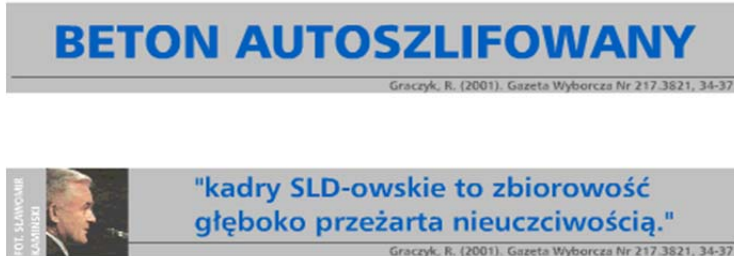 BETON AUTOSZLIFOWANY
Graczyk, R. (2001). Gazeta Wyborcza Nr 217.3821, 34-37
FOT. SŁAWOMIR
KAMIŃSKI
"kadry SLD-owskie to zbiorowość
głęboko przeżarta nieuczciwością."
Graczyk, R. (2001). Gazeta Wyborcza Nr 217.3821, 34-37